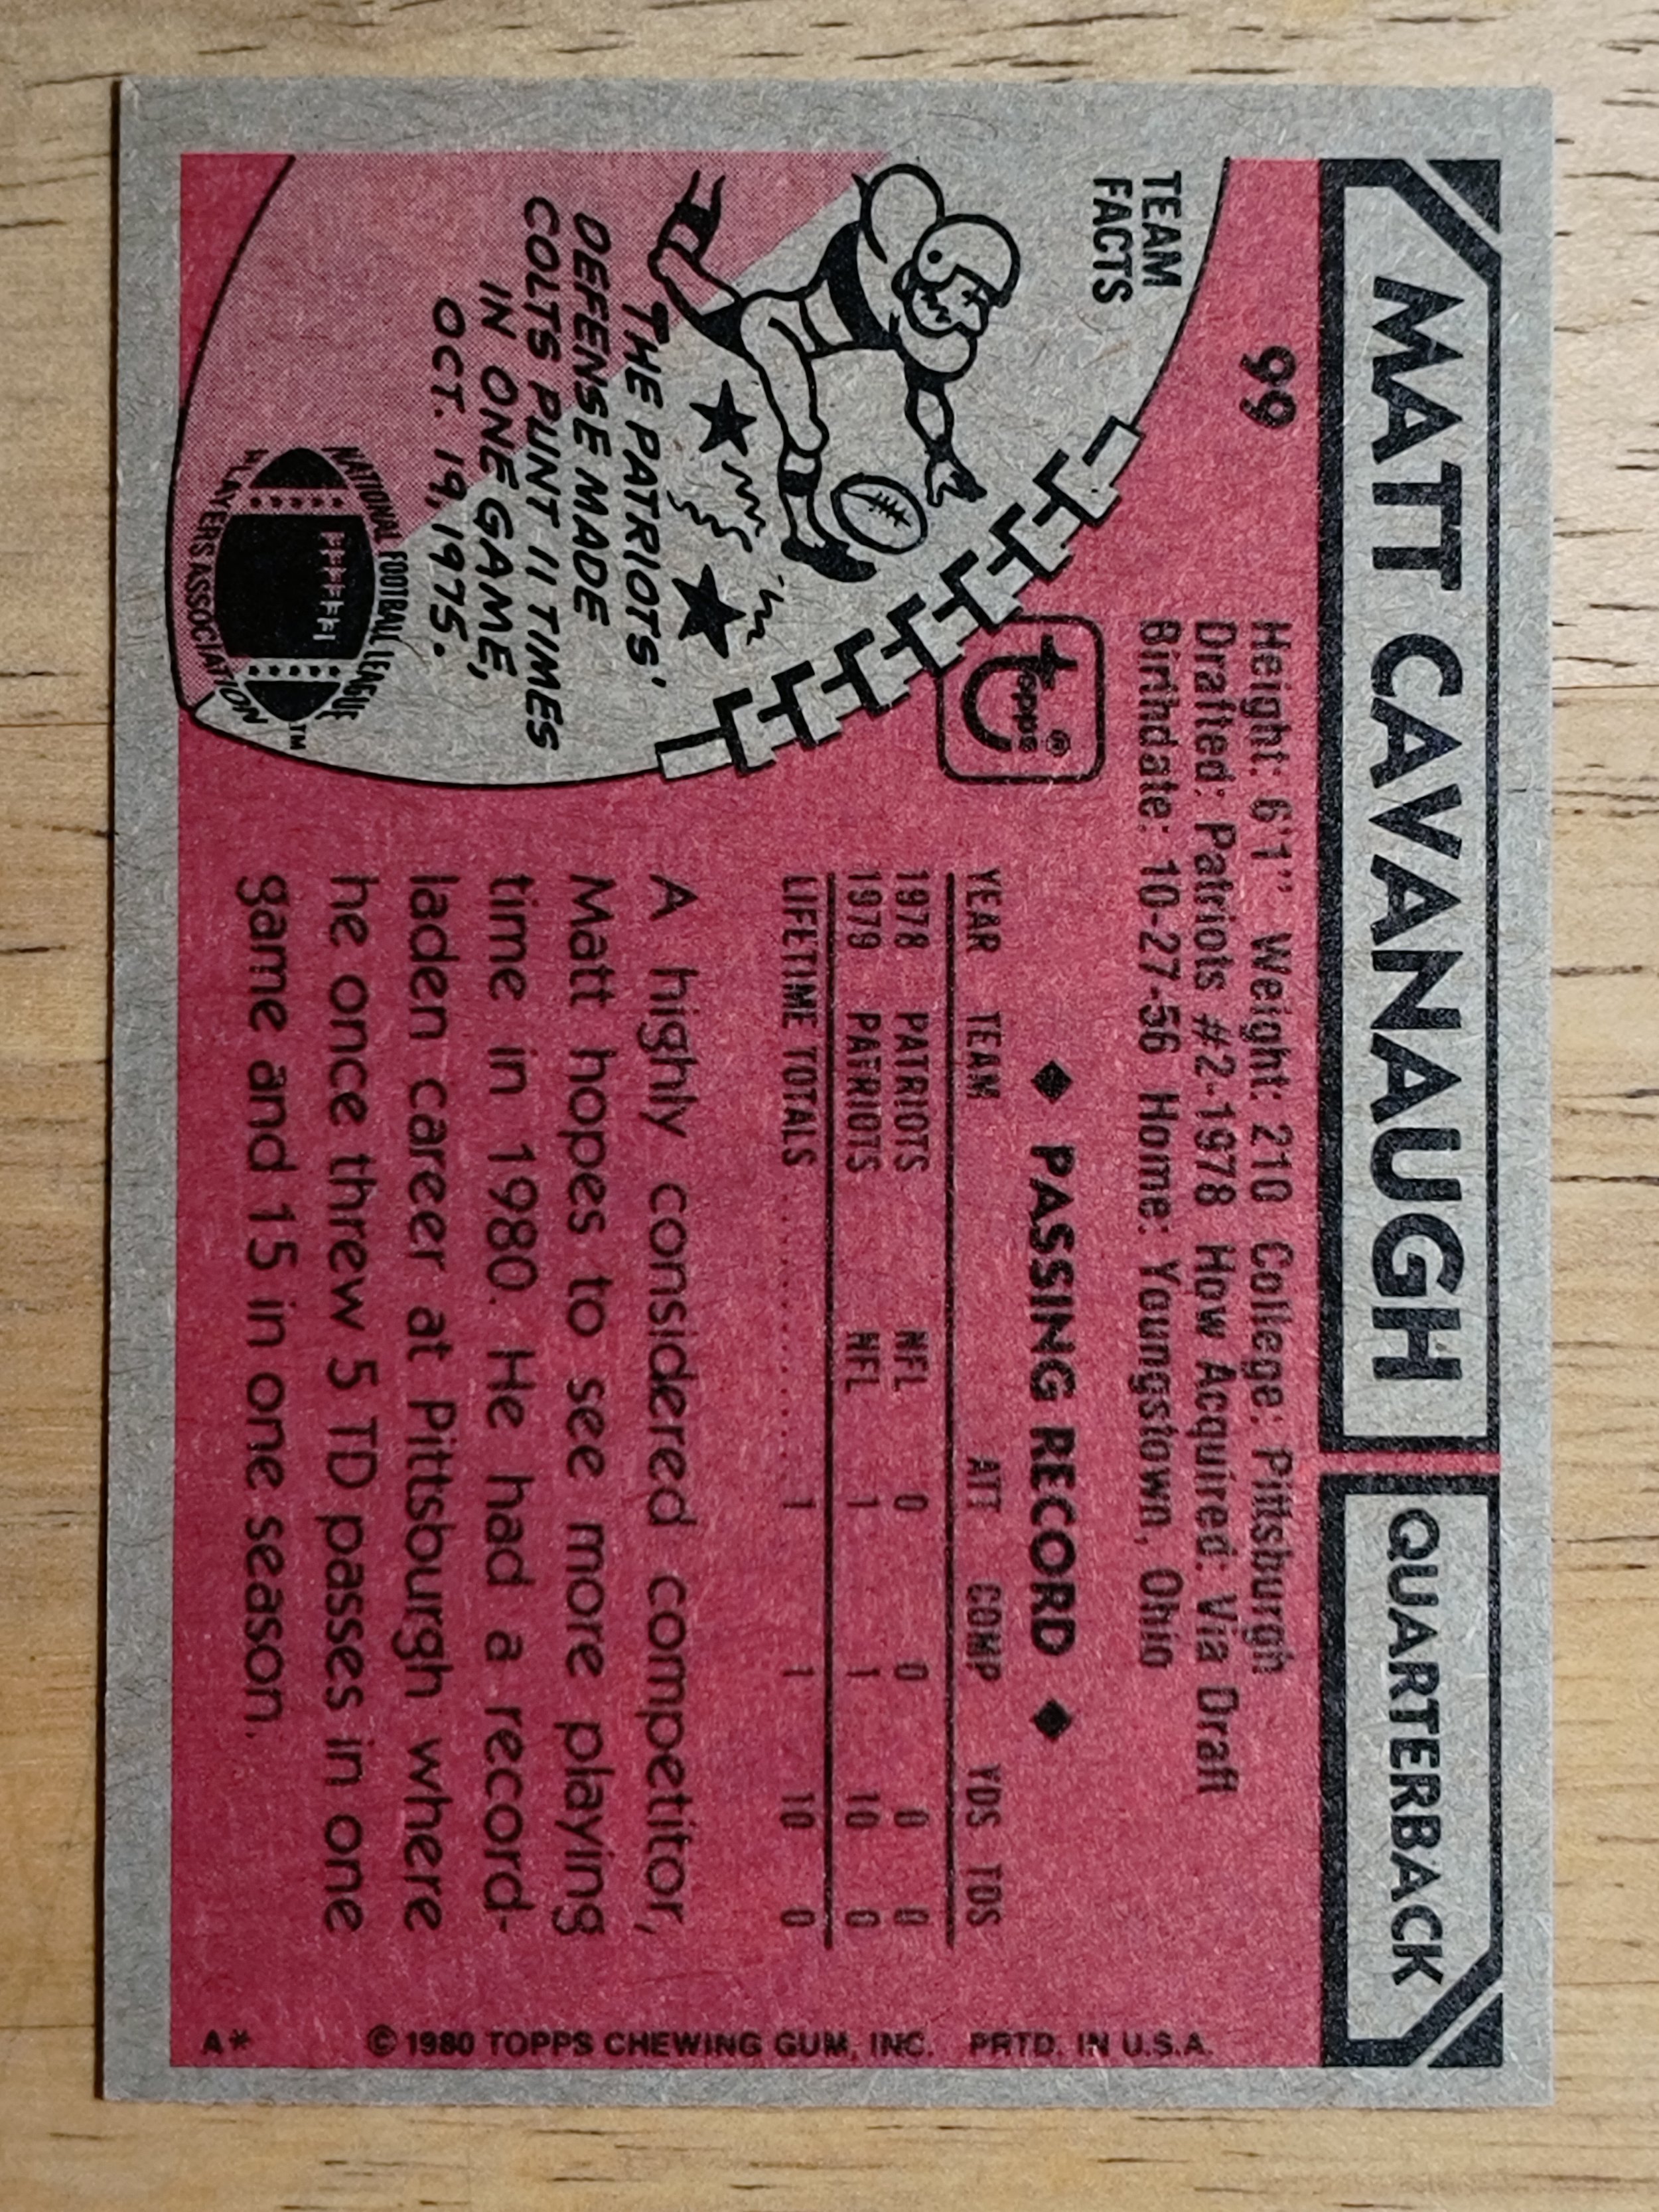 MATT CAVANAUGH QUARTERBACK
99
Height: 6'1" Weight: 210 College: Pittsburgh
Drafted: Patriots #2-1978 How Acquired: Via Draft
Birthdate: 10-27-56 Home: Youngstown, Ohio
TEAM
FACTS
topps®
THE PATRIOTS'
DEFENSE MADE
COLTS PUNT 11 TIMES
IN ONE GAME,
OCT. 19, 1975.
NATIONAL FOOTBALL LEAGUE
PLAYERS ASSOCIATION
TM
♦ PASSING RECORD ♦
YEAR TEAM ATT COMP YDS TDS
1978 PATRIOTS NFL 0 0 0 0
1979 PATRIOTS NFL 1 1 10 0
LIFETIME TOTALS .......... 1 1 10 0
A highly considered competitor,
Matt hopes to see more playing
time in 1980. He had a record-
laden career at Pittsburgh where
he once threw 5 TD passes in one
game and 15 in one season.
A* © 1980 TOPPS CHEWING GUM, INC. PRTD. IN U.S.A.